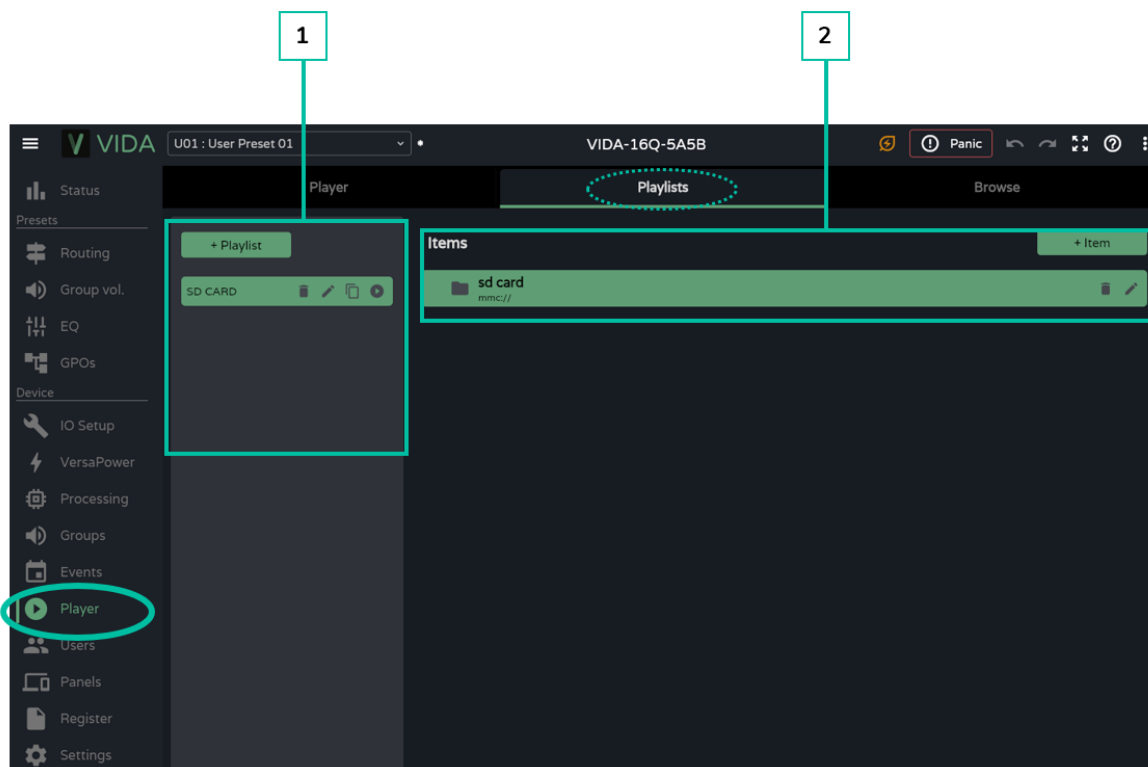 1
2
VIDA
U01 : User Preset 01
VIDA-16Q-5A5B
Panic
Status
Presets
Routing
Group vol.
EQ
GPOs
Device
IO Setup
VersaPower
Processing
Groups
Events
Player
Users
Panels
Register
Settings
Player
Playlists
Browse
+ Playlist
SD CARD
Items
+ Item
sd card
mmc://